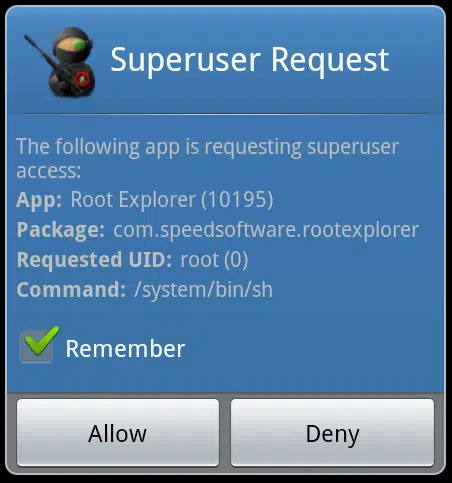 Superuser Request
The following app is requesting superuser
access:
App: Root Explorer (10195)
Package: com.speedsoftware.rootexplorer
Requested UID: root (0)
Command: /system/bin/sh
Remember
Allow
Deny